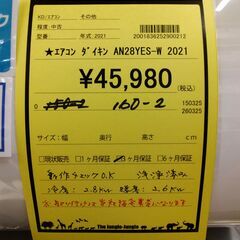 KD/エアコン その他
程度:中古
型番: 年式:2021 2001836252900212
★エアコン ダイキン AN28YES-W 2021
¥45,980
(税込)
160-2
150325
260325
サイズ:幅 奥行 高さ cm
□現状販売 □1ヶ月保証 ☑3ヶ月保証 □6ヶ月保証
動作チェックO.K 洗浄済み
冷房:2.8kW 暖房:3.6kW
The Jungle-Jungle